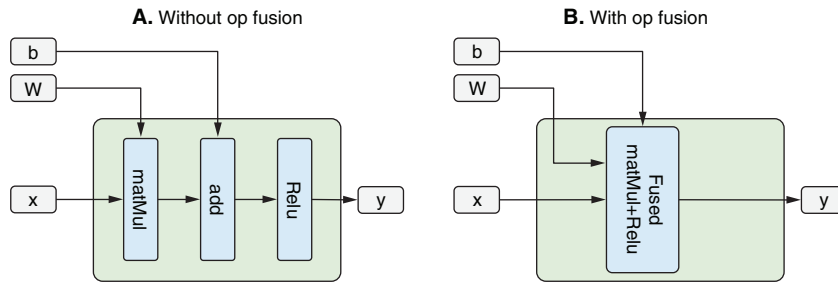 A. Without op fusion
b
W
x
matMul
add
Relu
y
B. With op fusion
b
W
x
Fused
matMul+Relu
y